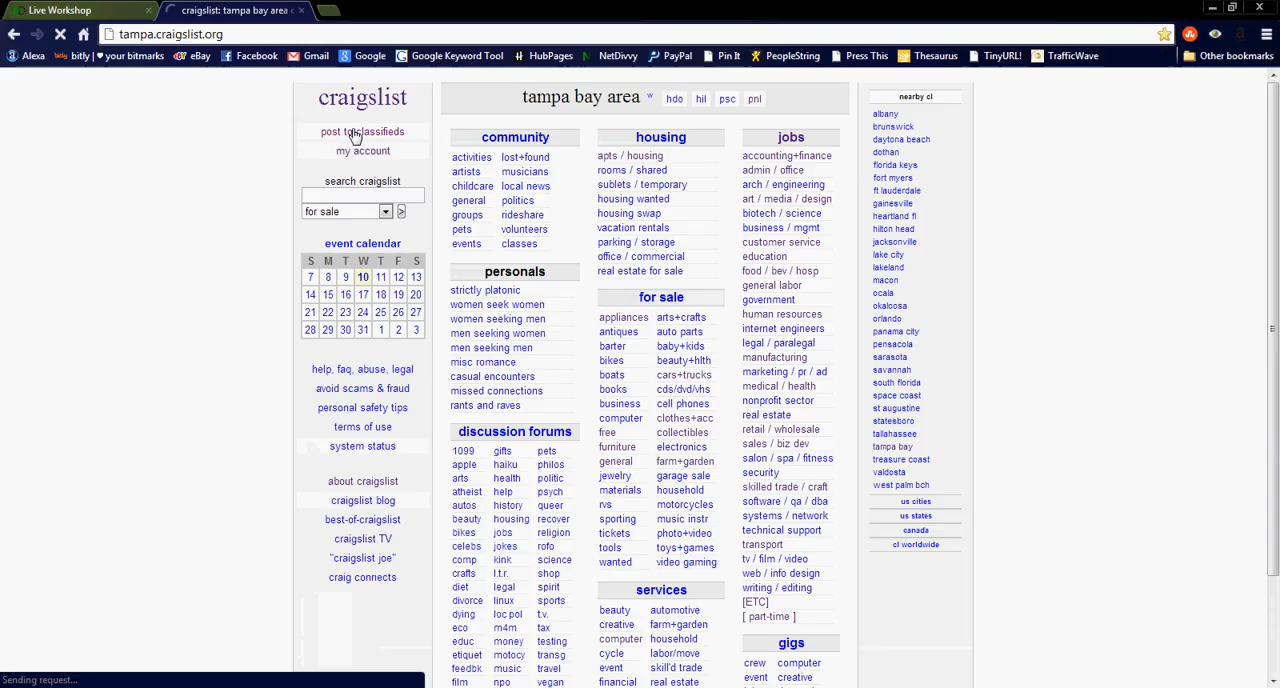 Live Workshop
craigslist: tampa bay area
tampa.craigslist.org
Alexa bitly your bitmarks eBay Facebook Gmail Google Google Keyword Tool HubPages NetDivvy PayPal Pin It PeopleString Press This Thesaurus TinyURL! TrafficWave Other bookmarks
craigslist
post to classifieds
my account
search craigslist
for sale >
event calendar
S M T W T F S
7 8 9 10 11 12 13
14 15 16 17 18 19 20
21 22 23 24 25 26 27
28 29 30 31 1 2 3
help, faq, abuse, legal
avoid scams & fraud
personal safety tips
terms of use
system status
about craigslist
craigslist blog
best-of-craigslist
craigslist TV
"craigslist joe"
craig connects
tampa bay area w hdo hil psc pnl
community
activities lost+found
artists musicians
childcare local news
general politics
groups rideshare
pets volunteers
events classes
personals
strictly platonic
women seek women
women seeking men
men seeking women
men seeking men
misc romance
casual encounters
missed connections
rants and raves
discussion forums
1099 gifts pets
apple haiku philos
arts health politic
atheist help psych
autos history queer
beauty housing recover
bikes jobs religion
celebs jokes rofo
comp kink science
crafts l.t.r. shop
diet legal spirit
divorce linux sports
dying loc pol t.v.
eco m4m tax
educ money testing
etiquet motocy transg
feedbk music travel
film npo vegan
housing
apts / housing
rooms / shared
sublets / temporary
housing wanted
housing swap
vacation rentals
parking / storage
office / commercial
real estate for sale
for sale
appliances arts+crafts
antiques auto parts
barter baby+kids
bikes beauty+hlth
boats cars+trucks
books cds/dvd/vhs
business cell phones
computer clothes+acc
free collectibles
furniture electronics
general farm+garden
jewelry garage sale
materials household
rvs motorcycles
sporting music instr
tickets photo+video
tools toys+games
wanted video gaming
services
beauty automotive
creative farm+garden
computer household
cycle labor/move
event skill'd trade
financial real estate
jobs
accounting+finance
admin / office
arch / engineering
art / media / design
biotech / science
business / mgmt
customer service
education
food / bev / hosp
general labor
government
human resources
internet engineers
legal / paralegal
manufacturing
marketing / pr / ad
medical / health
nonprofit sector
real estate
retail / wholesale
sales / biz dev
salon / spa / fitness
security
skilled trade / craft
software / qa / dba
systems / network
technical support
transport
tv / film / video
web / info design
writing / editing
[ETC]
[ part-time ]
gigs
crew computer
event creative
nearby cl
albany
brunswick
daytona beach
dothan
florida keys
fort myers
ft lauderdale
gainesville
heartland fl
hilton head
jacksonville
lake city
lakeland
macon
ocala
okaloosa
orlando
panama city
pensacola
sarasota
savannah
south florida
space coast
st augustine
statesboro
tallahassee
tampa bay
treasure coast
valdosta
west palm bch
us cities
us states
canada
cl worldwide
Sending request...